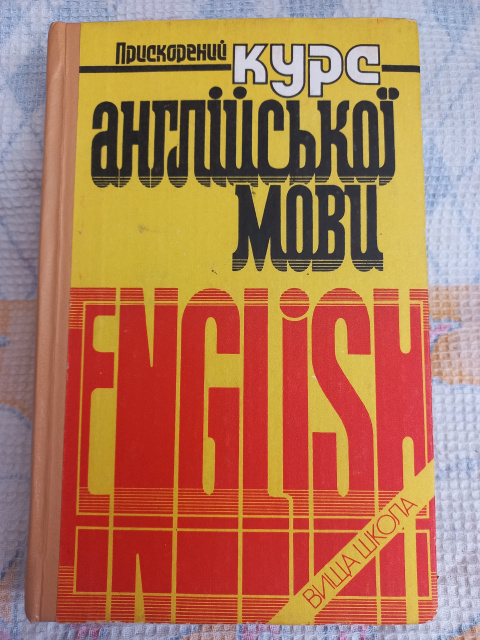 Прискорений курс
англійської
мови
ENGLiSH
ВИЩА ШКОЛА